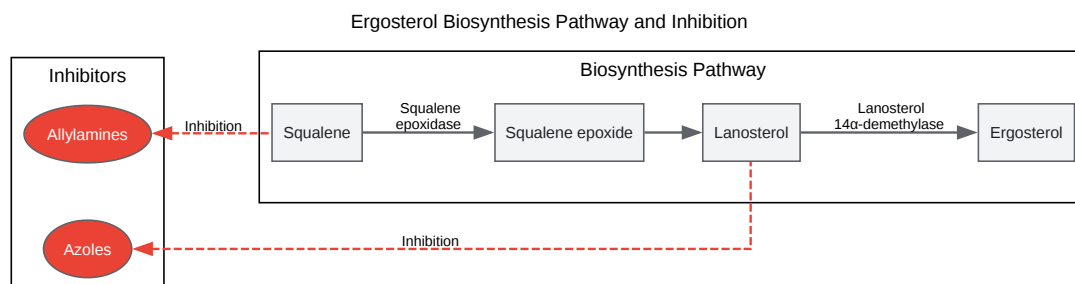 Ergosterol Biosynthesis Pathway and Inhibition
Inhibitors
Biosynthesis Pathway
Allylamines
Inhibition
Squalene
Squalene
epoxidase
Squalene epoxide
Lanosterol
Lanosterol
14α-demethylase
Ergosterol
Azoles
Inhibition